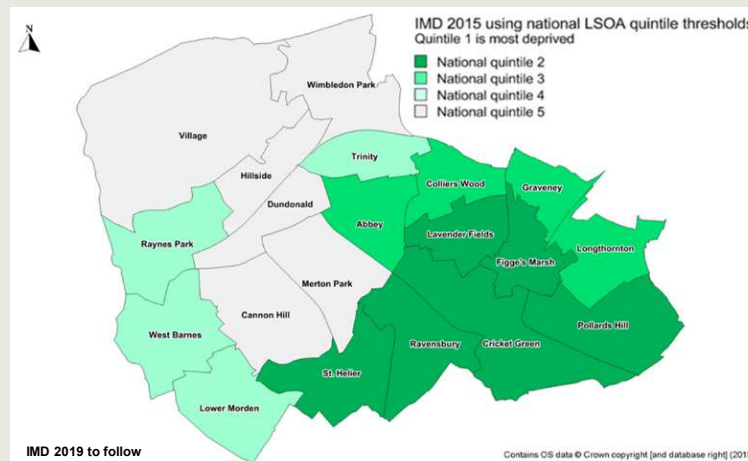 IMD 2015 using national LSOA quintile thresholds
Quintile 1 is most deprived
N
National quintile 2
National quintile 3
National quintile 4
National quintile 5
Wimbledon Park
Village
Trinity
Hillside
Colliers Wood
Graveney
Dundonald
Abbey
Lavender Fields
Raynes Park
Longthornton
Figge's Marsh
Merton Park
Cannon Hill
Pollards Hill
West Barnes
Ravensbury
Cricket Green
St. Helier
Lower Morden
IMD 2019 to follow
Contains OS data © Crown copyright [and database right] (201